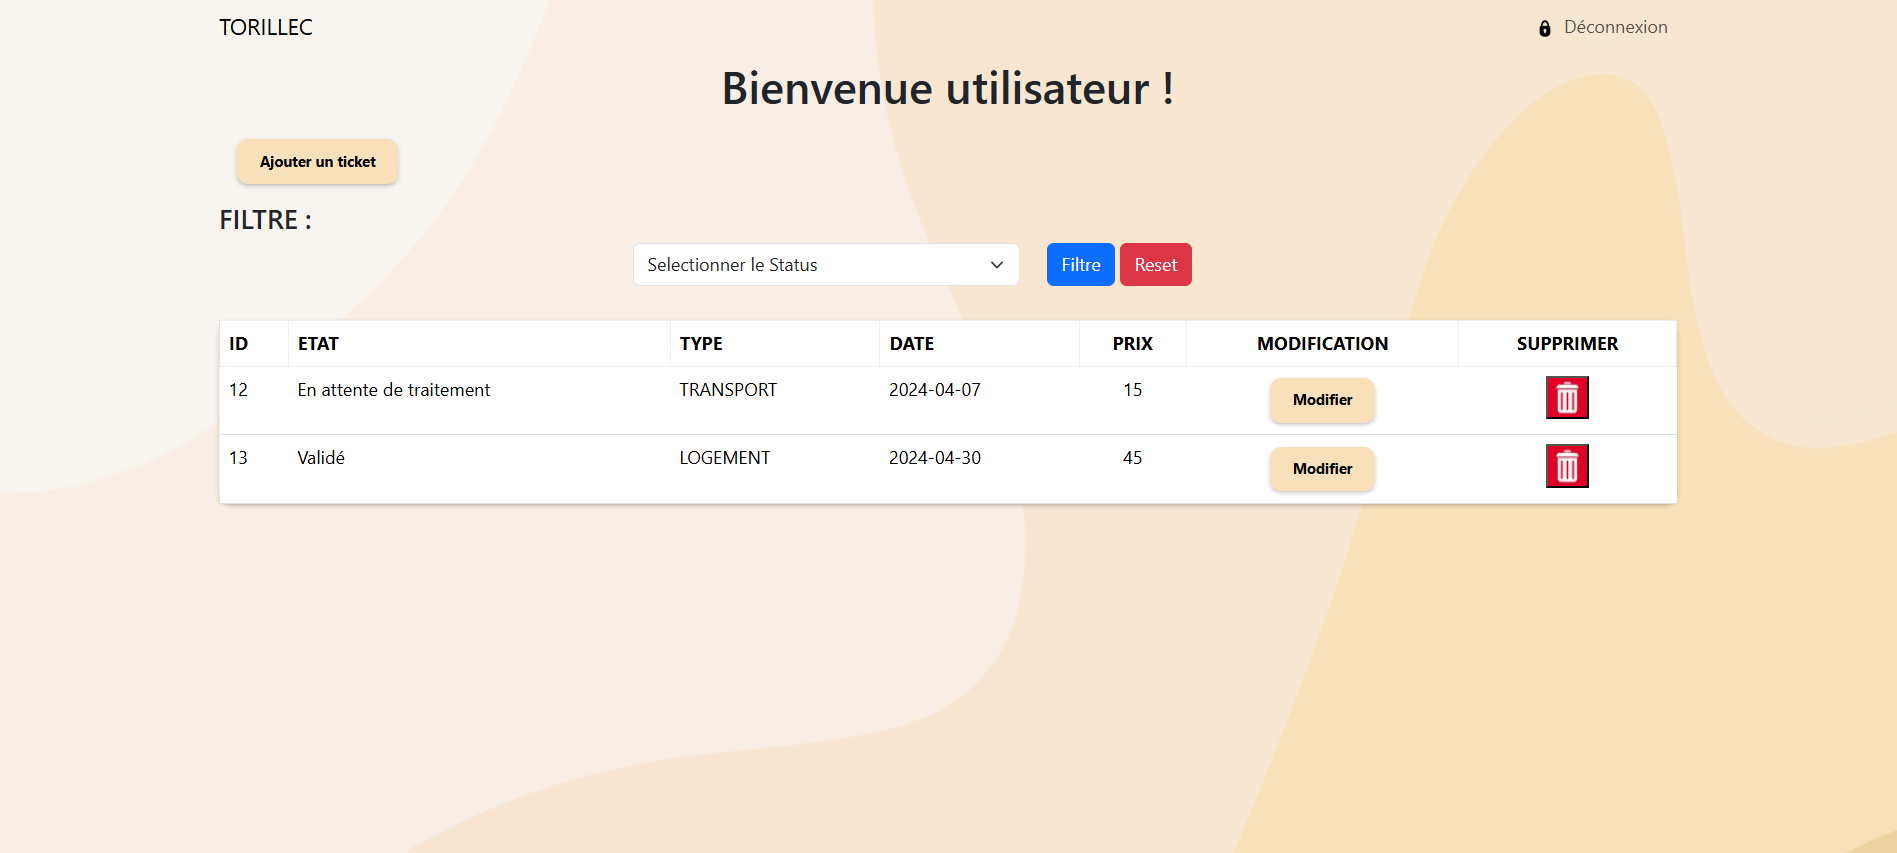 TORILLEC Déconnexion
Bienvenue utilisateur !
Ajouter un ticket
FILTRE :
Selectionner le Status Filtre Reset
ID ETAT TYPE DATE PRIX MODIFICATION SUPPRIMER
12 En attente de traitement TRANSPORT 2024-04-07 15 Modifier
13 Validé LOGEMENT 2024-04-30 45 Modifier